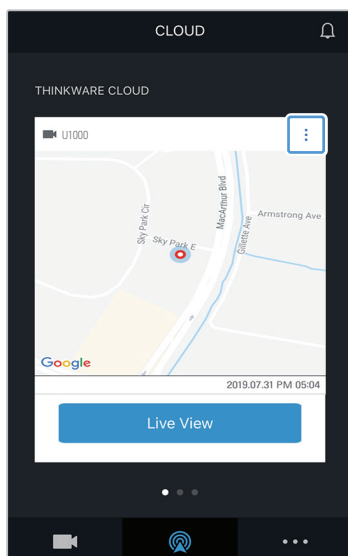 CLOUD
THINKWARE CLOUD
U1000
Sky Park Cir
MacArthur Blvd
Armstrong Ave
Gillette Ave
Sky Park E
Google
2019.07.31 PM 05:04
Live View